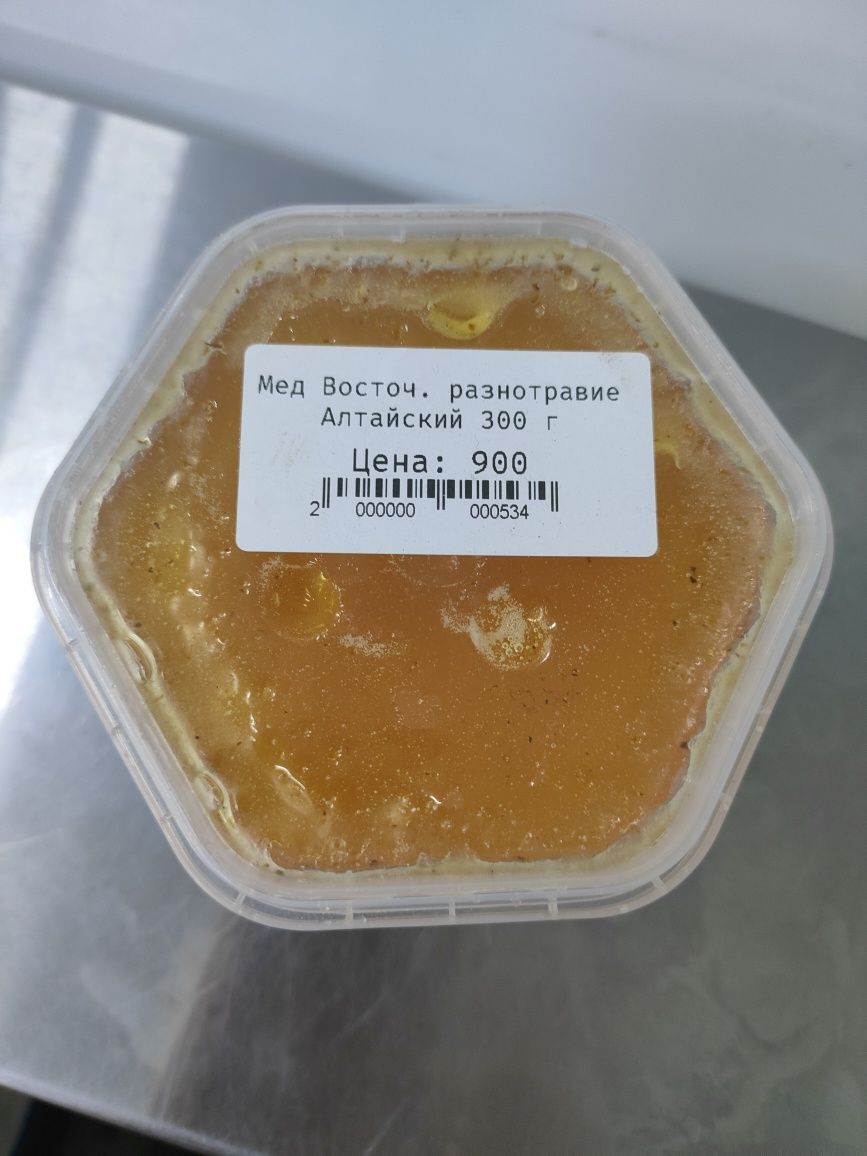 Мед Восточ. разнотравие
Алтайский 300 г
Цена: 900
2 000000 000534